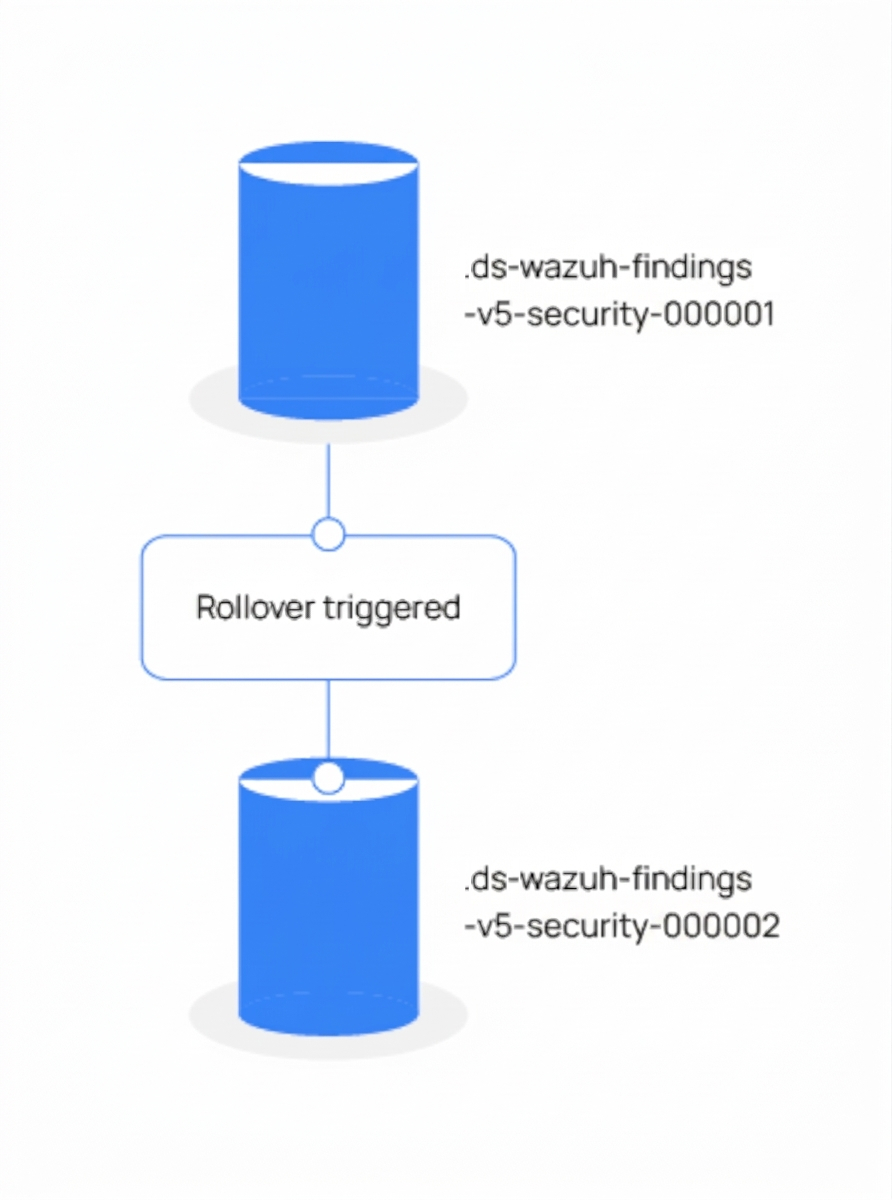 .ds-wazuh-findings
-v5-security-000001
Rollover triggered
.ds-wazuh-findings
-v5-security-000002